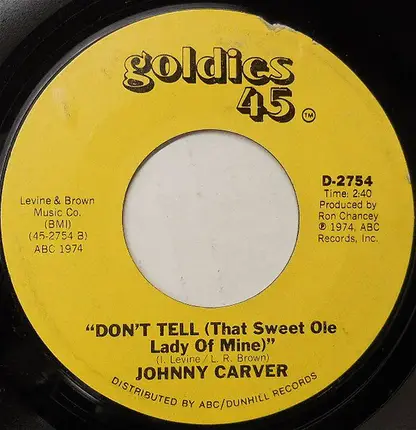 goldies
45 ™
Levine & Brown
Music Co.
(BMI)
(45-2754 B)
ABC 1974
D-2754
Time: 2:40
Produced by
Ron Chancey
℗ 1974, ABC
Records, Inc.
"DON'T TELL (That Sweet Ole
Lady Of Mine)"
(I. Levine / L. R. Brown)
JOHNNY CARVER
DISTRIBUTED BY ABC/DUNHILL RECORDS